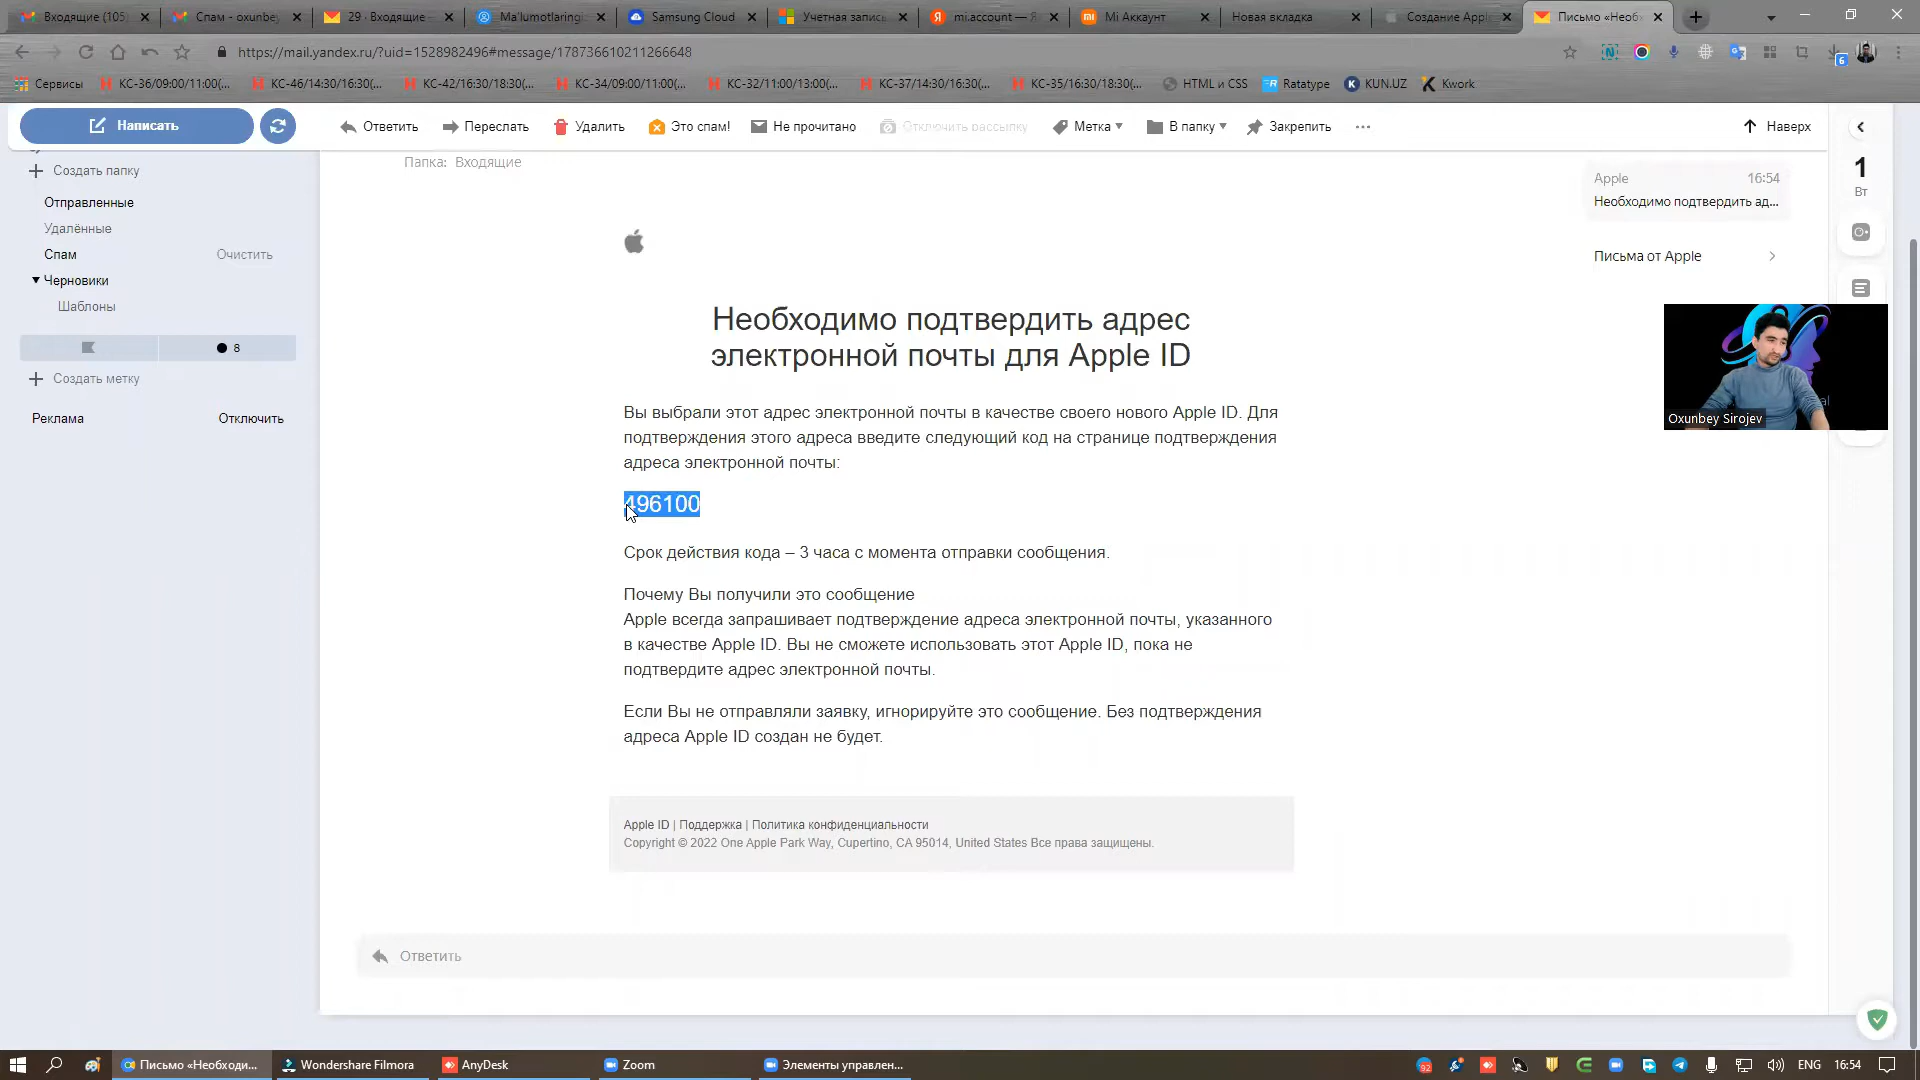 Входящие (105)
Спам - oxunbe
29 · Входящие
Ma'lumotlaring
Samsung Cloud
Учетная запис
mi.account — Я
Mi Аккаунт
Новая вкладка
Создание Apple
Письмо «Необ
https://mail.yandex.ru/?uid=1528982496#message/178736610211266648
6
Сервисы
КС-36/09:00/11:00(...
КС-46/14:30/16:30(...
КС-42/16:30/18:30(...
КС-34/09:00/11:00(...
КС-32/11:00/13:00(...
КС-37/14:30/16:30(...
КС-35/16:30/18:30(...
HTML и CSS
Ratatype
KUN.UZ
Kwork
Написать
Ответить
Переслать
Удалить
Это спам!
Не прочитано
Отключить рассылку
Метка
В папку
Закрепить
Наверх
Создать папку
Отправленные
Удалённые
Спам
Очистить
Черновики
Шаблоны
8
Создать метку
Реклама
Отключить
Папка: Входящие
Apple 16:54
Необходимо подтвердить ад...
Письма от Apple
1
Вт
Oxunbey Sirojev
Необходимо подтвердить адрес
электронной почты для Apple ID
Вы выбрали этот адрес электронной почты в качестве своего нового Apple ID. Для
подтверждения этого адреса введите следующий код на странице подтверждения
адреса электронной почты:
496100
Срок действия кода – 3 часа с момента отправки сообщения.
Почему Вы получили это сообщение
Apple всегда запрашивает подтверждение адреса электронной почты, указанного
в качестве Apple ID. Вы не сможете использовать этот Apple ID, пока не
подтвердите адрес электронной почты.
Если Вы не отправляли заявку, игнорируйте это сообщение. Без подтверждения
адреса Apple ID создан не будет.
Apple ID | Поддержка | Политика конфиденциальности
Copyright © 2022 One Apple Park Way, Cupertino, CA 95014, United States Все права защищены.
Ответить
Письмо «Необходи...
Wondershare Filmora
AnyDesk
Zoom
Элементы управлен...
92
ENG
16:54